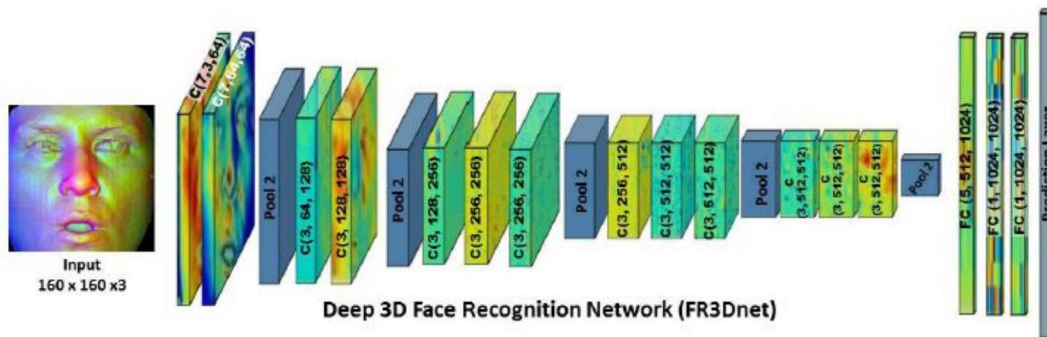 C(7,3,64)
C(7,64,64)
Pool 2
C(3, 64, 128)
C(3, 128, 128)
Pool 2
C(3, 128, 256)
C(3, 256, 256)
C(3, 256, 256)
Pool 2
C(3, 256, 512)
C(3, 512, 512)
C(3, 512, 512)
Pool 2
C
(3, 512, 512)
C
(3, 512, 512)
C
(3, 512, 512)
Pool 2
FC (5, 512, 1024)
FC (1, 1024, 1024)
FC (1, 1024, 1024)
Prediction Layer
Input
160 x 160 x3
Deep 3D Face Recognition Network (FR3Dnet)